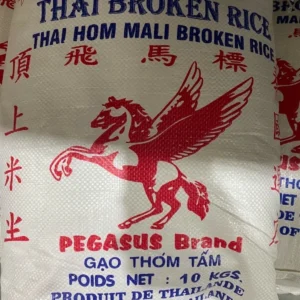 THAI BROKEN RICE
THAI HOM MALI BROKEN RICE
飛馬標
頂上米
PEGASUS Brand
GẠO THƠM TẤM
POIDS NET : 10 KGS.
PRODUIT DE THAILANDE